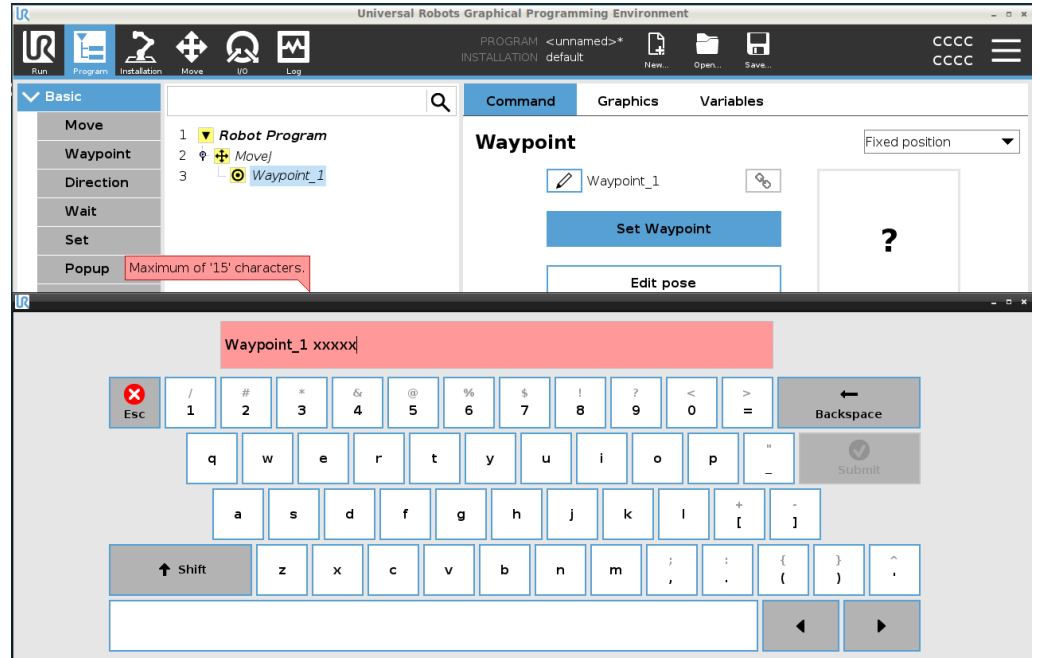 Universal Robots Graphical Programming Environment
Run Program Installation Move I/O Log
PROGRAM <unnamed>*
INSTALLATION default
New... Open... Save...
CCCC
CCCC
Basic
Move
Waypoint
Direction
Wait
Set
Popup
1 Robot Program
2 MoveJ
3 Waypoint_1
Maximum of '15' characters.
Command Graphics Variables
Waypoint
Fixed position
Waypoint_1
Set Waypoint
Edit pose
?
Waypoint_1 xxxxx
Esc
/ # * & @ % $ ! ? < >
1 2 3 4 5 6 7 8 9 0 =
Backspace
q w e r t y u i o p " _
Submit
a s d f g h j k l + [ - ]
Shift z x c v b n m ; , : . { ( } ) ^ '